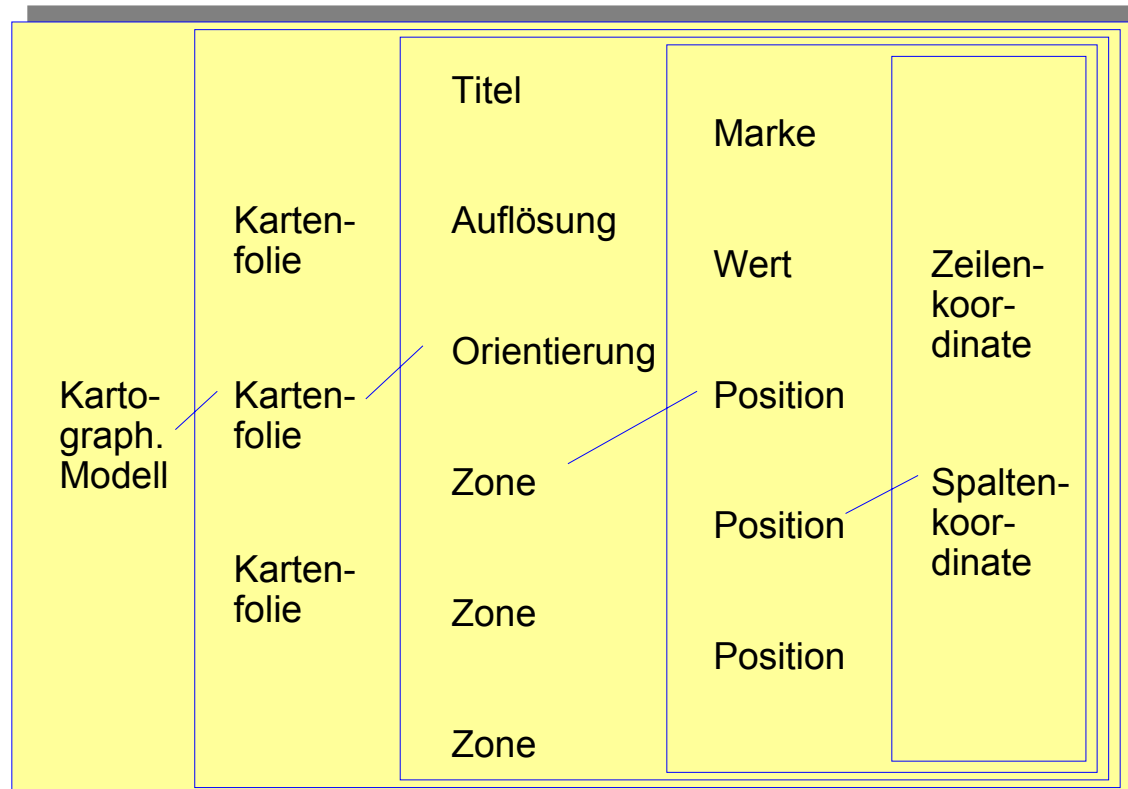 Karto-
graph.
Modell
Karten-
folie
Karten-
folie
Karten-
folie
Titel
Auflösung
Orientierung
Zone
Zone
Zone
Marke
Wert
Position
Position
Position
Zeilen-
koor-
dinate
Spalten-
koor-
dinate